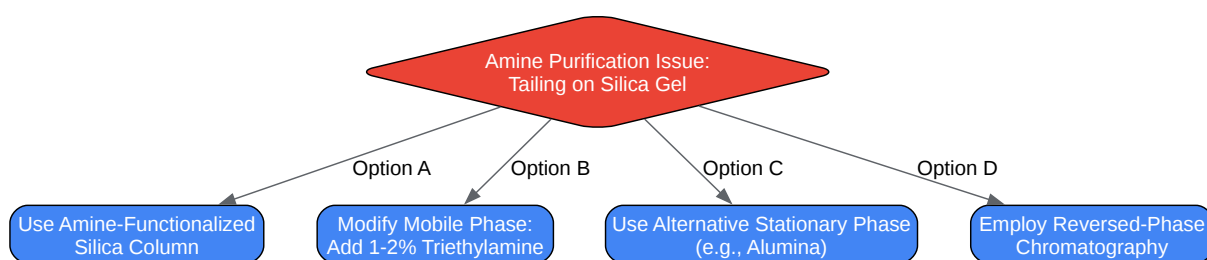 Amine Purification Issue:
Tailing on Silica Gel
Option A
Option B
Option C
Option D
Use Amine-Functionalized
Silica Column
Modify Mobile Phase:
Add 1-2% Triethylamine
Use Alternative Stationary Phase
(e.g., Alumina)
Employ Reversed-Phase
Chromatography